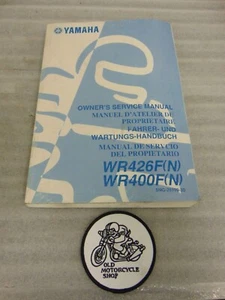 YAMAHA
OWNER'S SERVICE MANUAL
MANUEL D'ATELIER DU
PROPRIETAIRE
FAHRER- UND
WARTUNGS-HANDBUCH
MANUAL DE SERVICIO
DEL PROPIETARIO
WR426F(N)
WR400F(N)
OLD
MOTORCYCLE
SHOP